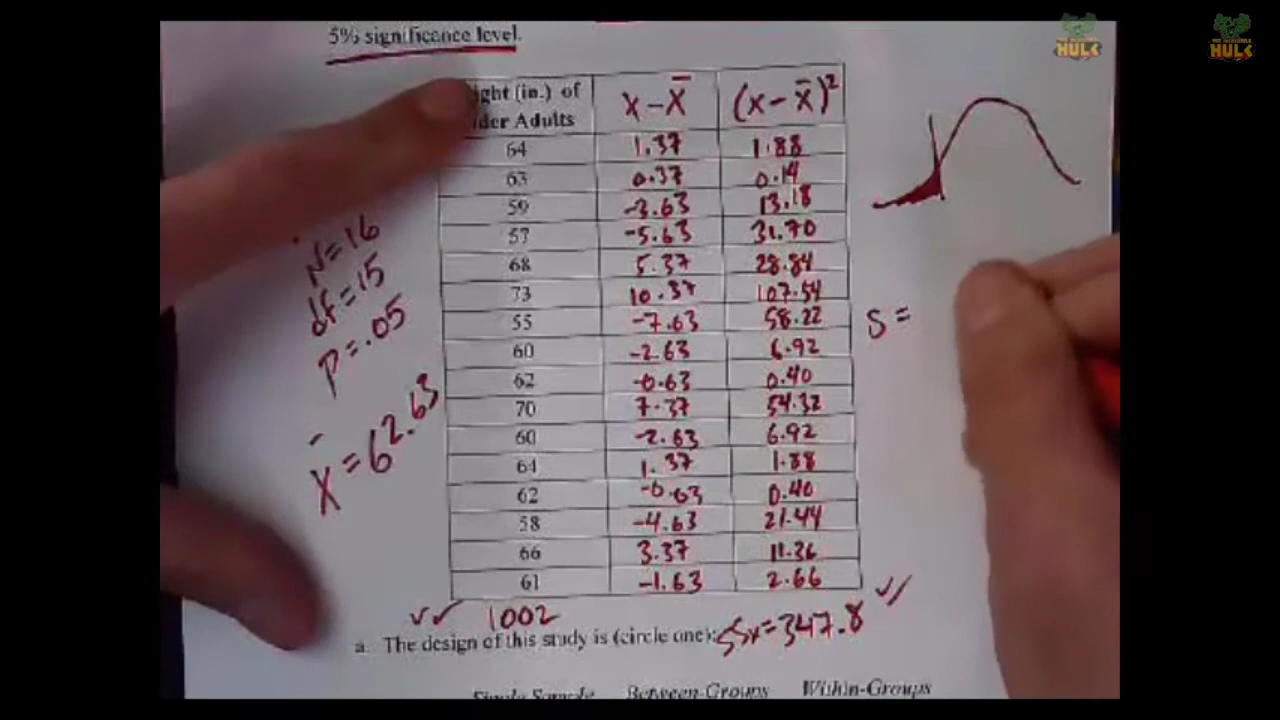 5% significance level.
HULK
HULK
ght (in.) of
der Adults
x - x̄
(x - x̄)²
64 1.37 1.88
63 0.37 0.14
59 -3.63 13.18
57 -5.63 31.70
68 5.37 28.84
73 10.37 107.54
55 -7.63 58.22
60 -2.63 6.92
62 -0.63 0.40
70 7.37 54.32
60 -2.63 6.92
64 1.37 1.88
62 -0.63 0.40
58 -4.63 21.44
66 3.37 11.36
61 -1.63 2.66
N=16
df=15
P=.05
x̄=62.63
S =
1002
SSx=347.8
a. The design of this study is (circle one):
Single Sample Between-Groups Within-Groups